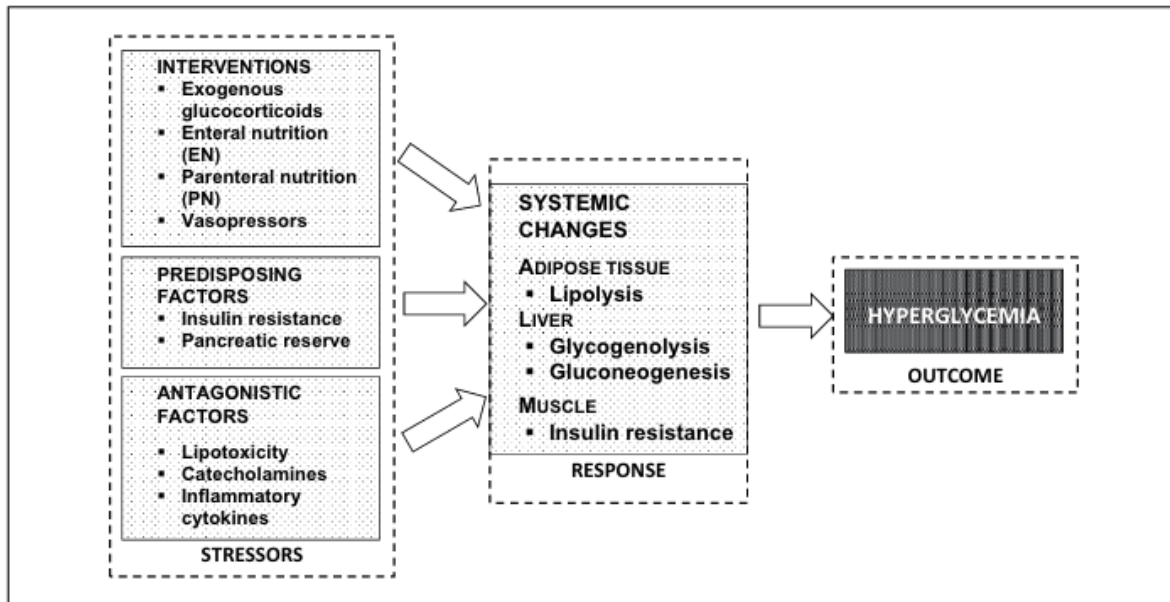 INTERVENTIONS
▪ Exogenous
glucocorticoids
▪ Enteral nutrition
(EN)
▪ Parenteral nutrition
(PN)
▪ Vasopressors
PREDISPOSING
FACTORS
▪ Insulin resistance
▪ Pancreatic reserve
ANTAGONISTIC
FACTORS
▪ Lipotoxicity
▪ Catecholamines
▪ Inflammatory
cytokines
STRESSORS
SYSTEMIC
CHANGES
ADIPOSE TISSUE
▪ Lipolysis
LIVER
▪ Glycogenolysis
▪ Gluconeogenesis
MUSCLE
▪ Insulin resistance
RESPONSE
HYPERGLYCEMIA
OUTCOME